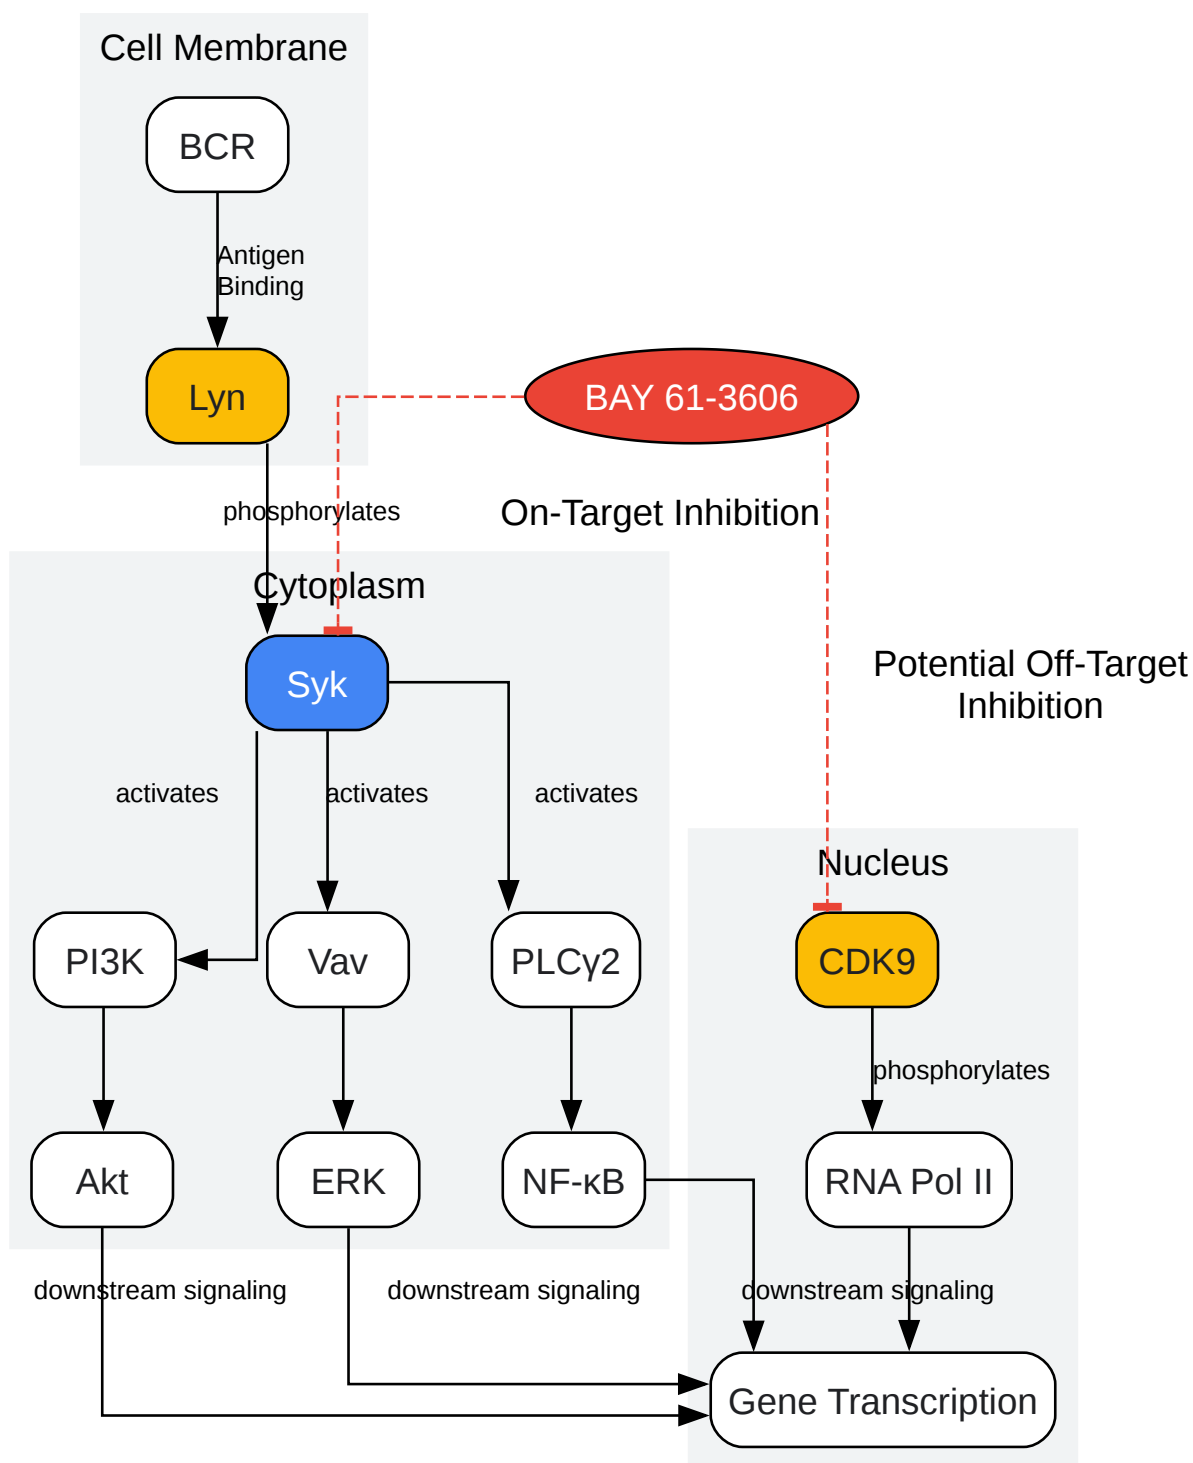 Cell Membrane
BCR
Antigen
Binding
Lyn
BAY 61-3606
phosphorylates
On-Target Inhibition
Cytoplasm
Potential Off-Target
Inhibition
Syk
activates
activates
activates
Nucleus
PI3K
Vav
PLCγ2
CDK9
phosphorylates
Akt
ERK
NF-κB
RNA Pol II
downstream signaling
downstream signaling
downstream signaling
Gene Transcription